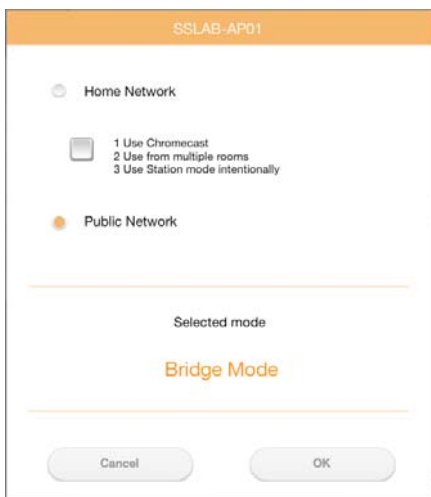 SSLAB-AP01
Home Network
1 Use Chromecast
2 Use from multiple rooms
3 Use Station mode intentionally
Public Network
Selected mode
Bridge Mode
Cancel
OK